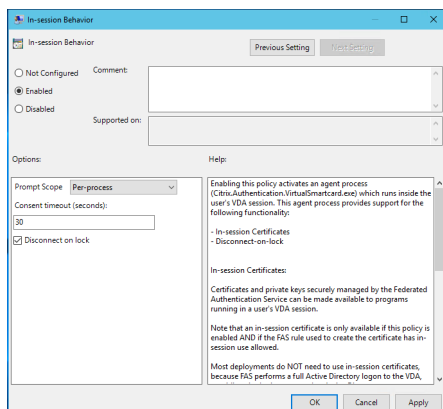 In-session Behavior
In-session Behavior
Previous Setting
Next Setting
Not Configured
Comment:
Enabled
Disabled
Supported on:
Options:
Help:
Prompt Scope Per-process
Consent timeout (seconds):
30
Disconnect on lock
Enabling this policy activates an agent process
(Citrix.Authentication.VirtualSmartcard.exe) which runs inside the
user's VDA session. This agent process provides support for the
following functionality:
- In-session Certificates
- Disconnect-on-lock
In-session Certificates:
Certificates and private keys securely managed by the Federated
Authentication Service can be made available to programs
running in a user's VDA session.
Note that an in-session certificate is only available if this policy is
enabled AND if the FAS rule used to create the certificate has in-
session use allowed.
Most deployments do NOT need to use in-session certificates,
because FAS performs a full Active Directory logon to the VDA,
OK
Cancel
Apply